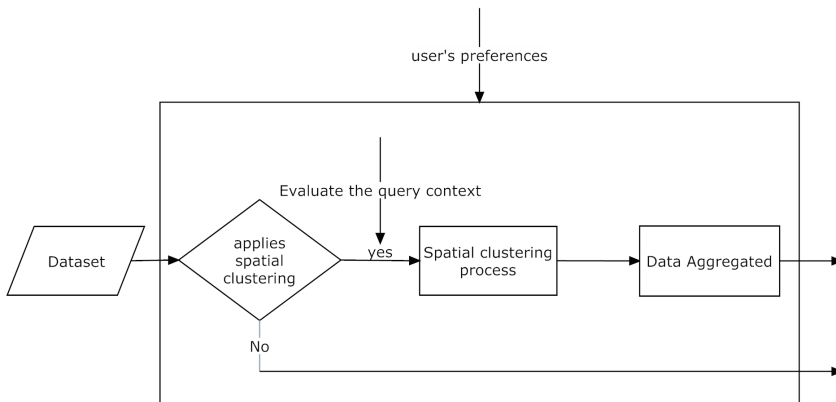 user's preferences
Evaluate the query context
Dataset
applies
spatial
clustering
yes
Spatial clustering
process
Data Aggregated
No